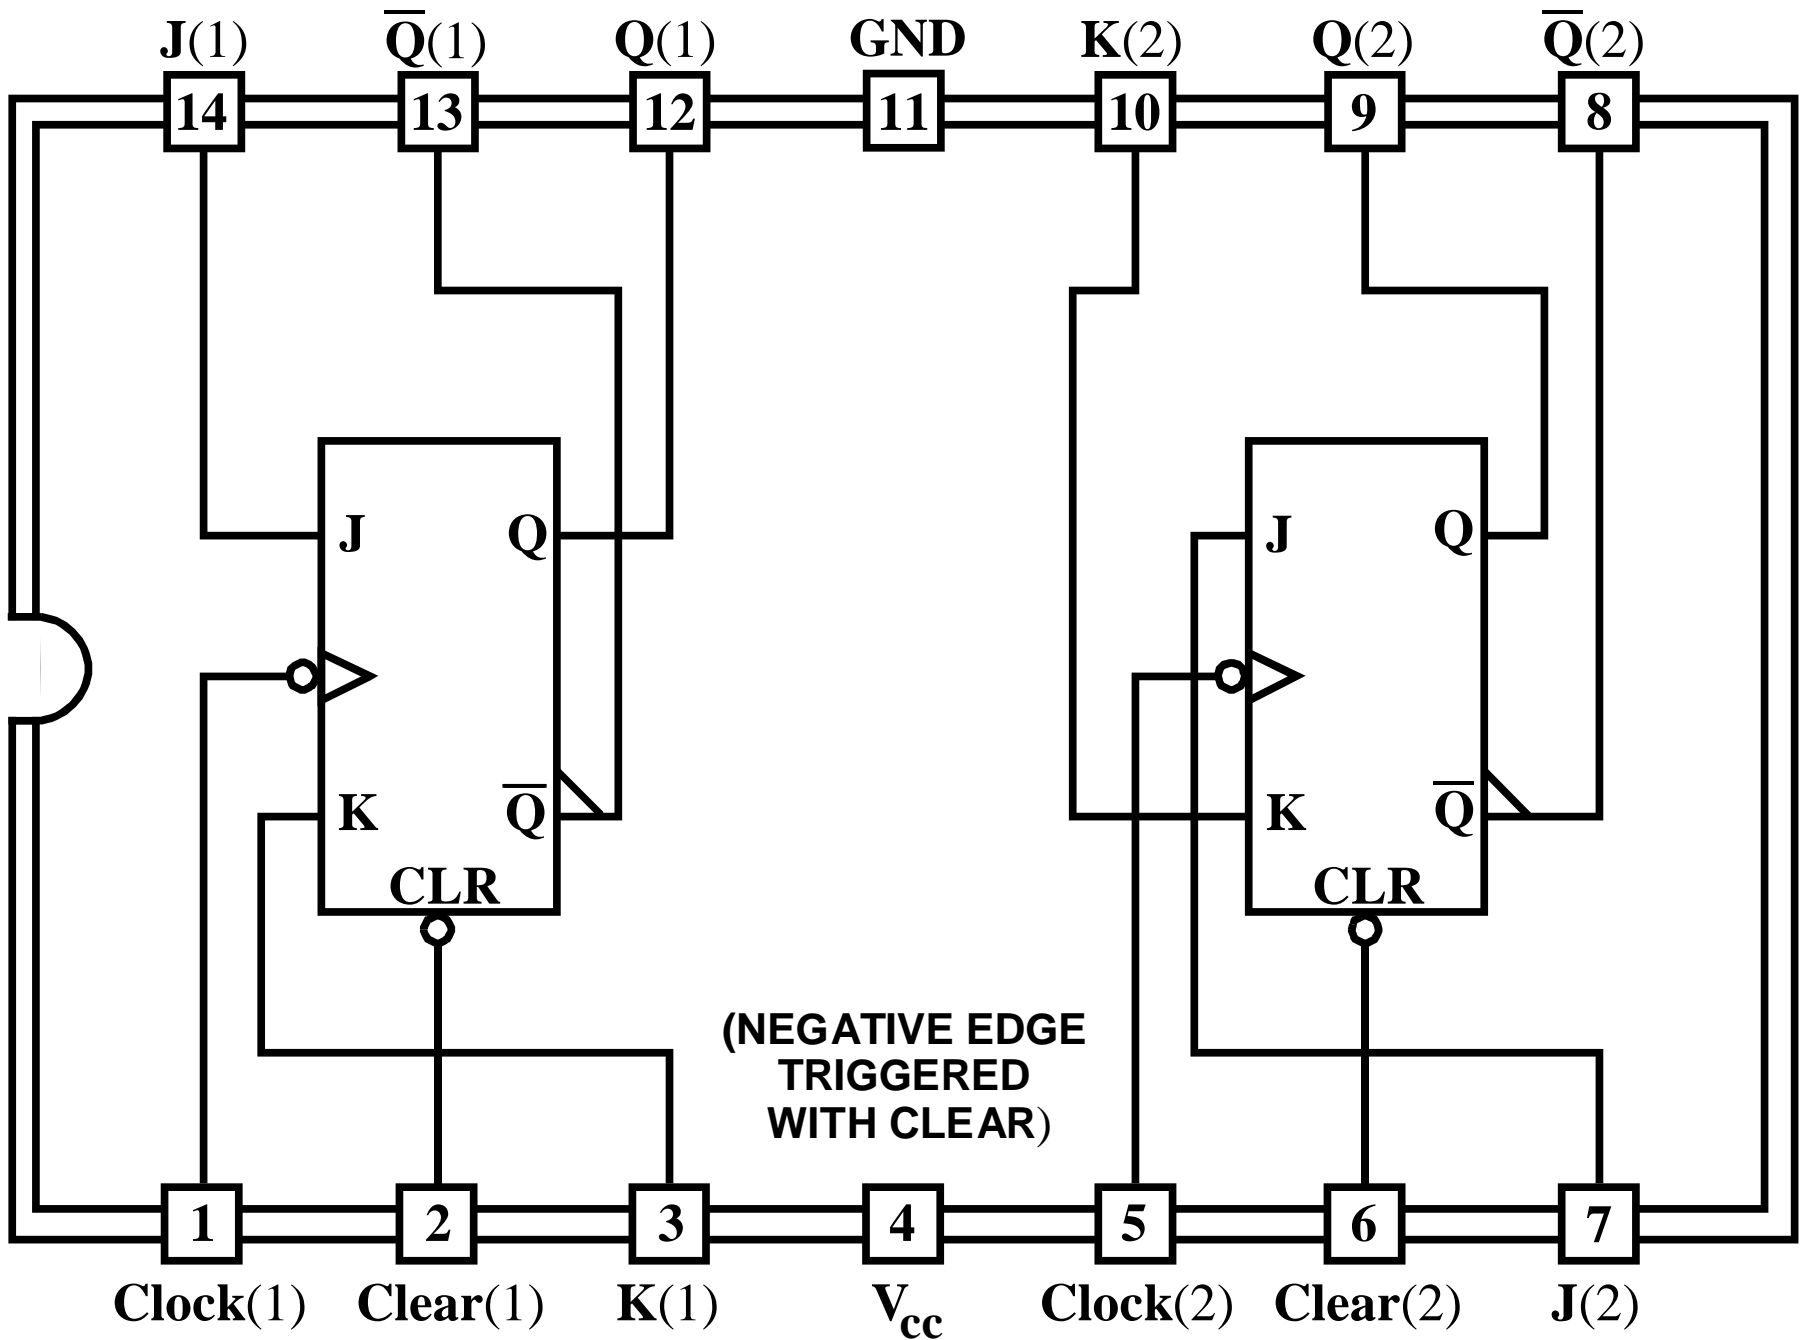 J(1) Q̅(1) Q(1) GND K(2) Q(2) Q̅(2)
14 13 12 11 10 9 8
J Q J Q
K Q̅ K Q̅
CLR CLR
(NEGATIVE EDGE
TRIGGERED
WITH CLEAR)
1 2 3 4 5 6 7
Clock(1) Clear(1) K(1) Vcc Clock(2) Clear(2) J(2)